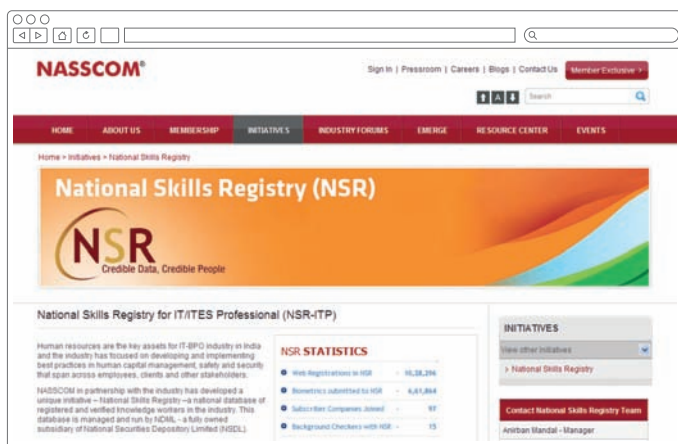 NASSCOM®
Sign In | Pressroom | Careers | Blogs | Contact Us Member Exclusive >
A Search
HOME ABOUT US MEMBERSHIP INITIATIVES INDUSTRY FORUMS EMERGE RESOURCE CENTER EVENTS
Home > Initiatives > National Skills Registry
National Skills Registry (NSR)
NSR
Credible Data, Credible People
National Skills Registry for IT/ITES Professional (NSR-ITP)
Human resources are the key assets for IT-BPO industry in India
and the industry has focused on developing and implementing
best practices in human capital management, safety and security
that span across employees, clients and other stakeholders.
NASSCOM in partnership with the industry has developed a
unique initiative – National Skills Registry –a national database of
registered and verified knowledge workers in the industry. This
database is managed and run by NDML - a fully owned
subsidiary of National Securities Depository Limited (NSDL).
NSR STATISTICS
Web Registrations in NSR - 10,28,296
Biometrics submitted to NSR - 6,61,864
Subscriber Companies Joined - 97
Background Checkers with NSR - 15
INITIATIVES
View other Initiatives
> National Skills Registry
Contact National Skills Registry Team
Anirban Mandal - Manager